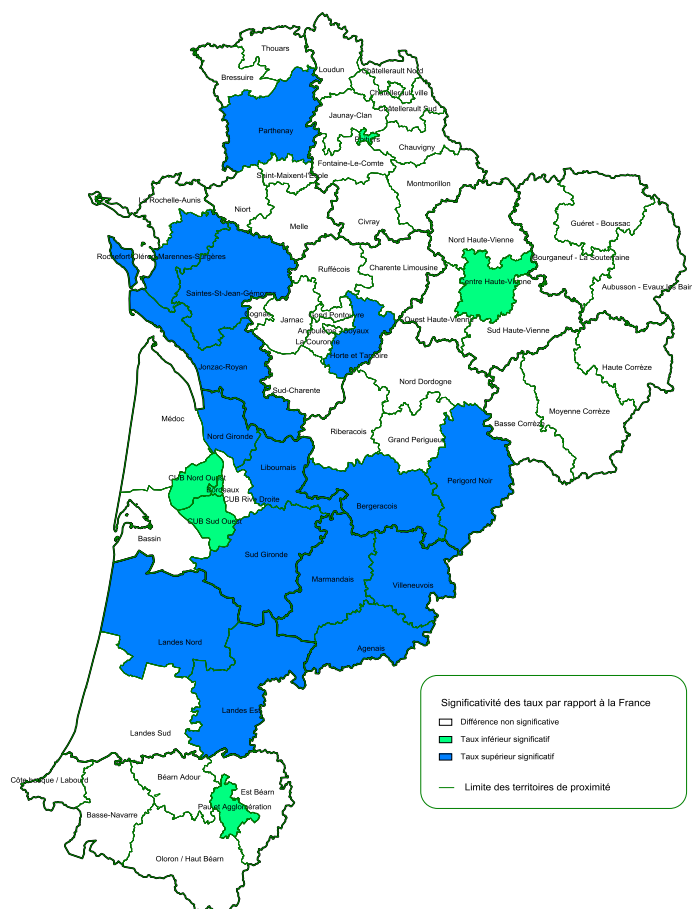 Thouars
Bressuire
Loudun
Châtellerault Nord
Châtellerault ville
Châtellerault Sud
Jaunay-Clan
Parthenay
Poitiers
Chauvigny
Fontaine-Le-Comte
Saint-Maixent-l'Ecole
Montmorillon
La Rochelle-Aunis
Niort
Melle
Civray
Guéret - Boussac
Nord Haute-Vienne
Rochefort-Oléron-Marennes-Surgères
Bourganeuf - La Souterraine
Ruffécois
Charente Limousine
Centre Haute-Vienne
Aubusson - Evaux les Bains
Saintes-St-Jean-Gémozac
Cognac
Jarnac
Gond Pontouvre
Ouest Haute-Vienne
Angoulême - Soyaux
Sud Haute-Vienne
La Couronne
Horte et Tardoire
Jonzac-Royan
Haute Corrèze
Nord Dordogne
Sud-Charente
Moyenne Corrèze
Médoc
Basse Corrèze
Riberacois
Nord Gironde
Grand Perigueux
Libournais
CUB Nord Ouest
Perigord Noir
Bordeaux
CUB Rive Droite
Bergeracois
CUB Sud Ouest
Bassin
Sud Gironde
Marmandais
Villeneuvois
Landes Nord
Agenais
Landes Est
Landes Sud
Significativité des taux par rapport à la France
Différence non significative
Taux inférieur significatif
Taux supérieur significatif
Limite des territoires de proximité
Côte basque / Labourd
Béarn Adour
Est Béarn
Pau et Agglomération
Basse-Navarre
Oloron / Haut Béarn